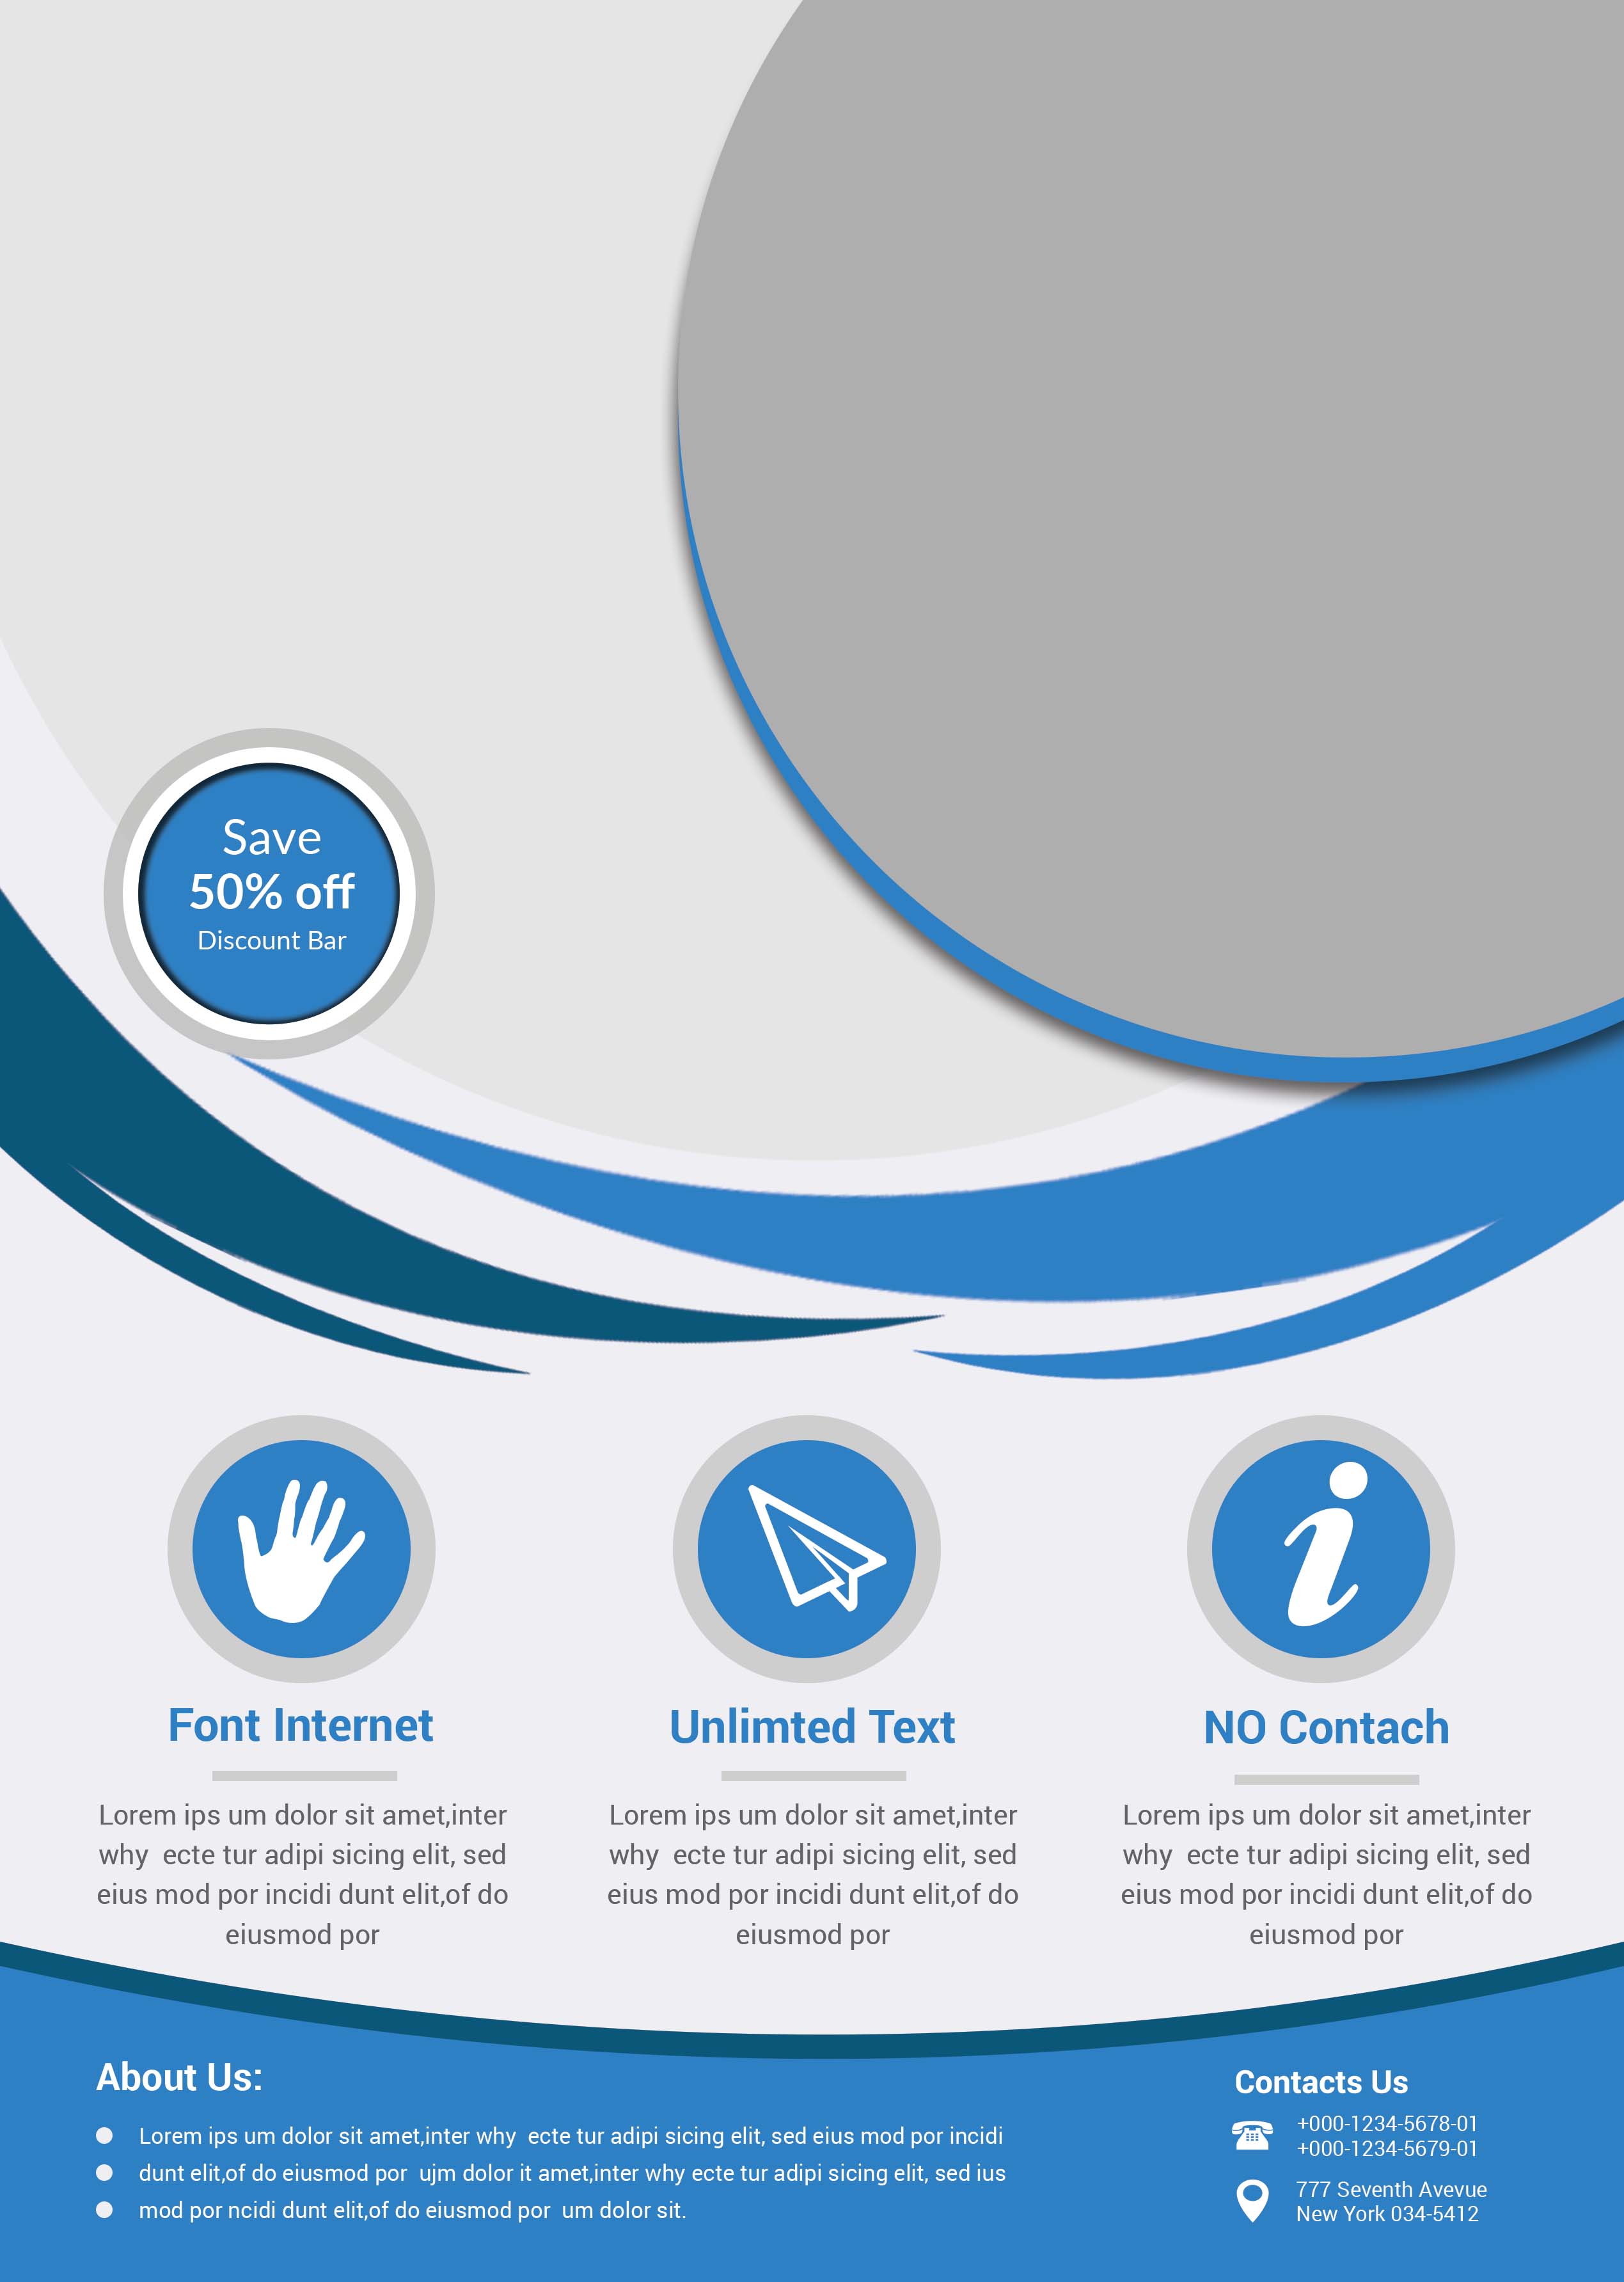 Save
50% off
Discount Bar
Font Internet
Lorem ips um dolor sit amet,inter
why  ecte tur adipi sicing elit, sed
eius mod por incidi dunt elit,of do
eiusmod por
Unlimted Text
Lorem ips um dolor sit amet,inter
why  ecte tur adipi sicing elit, sed
eius mod por incidi dunt elit,of do
eiusmod por
NO Contach
Lorem ips um dolor sit amet,inter
why  ecte tur adipi sicing elit, sed
eius mod por incidi dunt elit,of do
eiusmod por
About Us:
Lorem ips um dolor sit amet,inter why  ecte tur adipi sicing elit, sed eius mod por incidi
dunt elit,of do eiusmod por  ujm dolor it amet,inter why ecte tur adipi sicing elit, sed ius
mod por ncidi dunt elit,of do eiusmod por  um dolor sit.
Contacts Us
+000-1234-5678-01
+000-1234-5679-01
777 Seventh Avevue
New York 034-5412